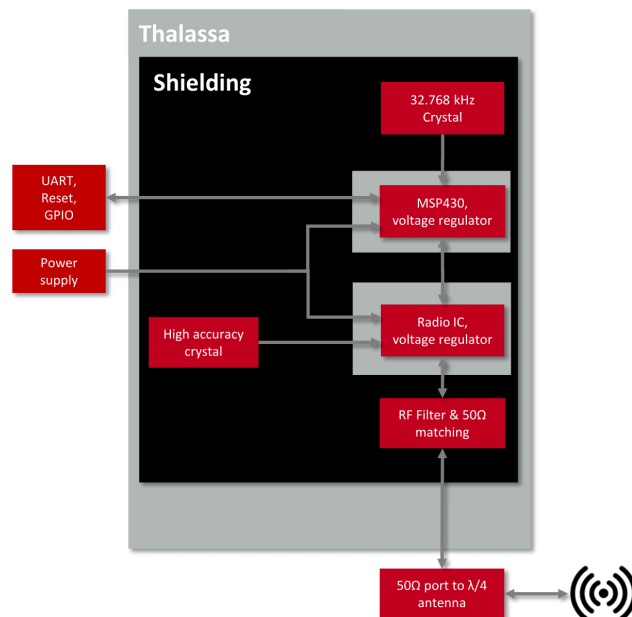 Thalassa
Shielding
32.768 kHz
Crystal
UART,
Reset,
GPIO
MSP430,
voltage regulator
Power
supply
High accuracy
crystal
Radio IC,
voltage regulator
RF Filter & 50Ω
matching
50Ω port to λ/4
antenna